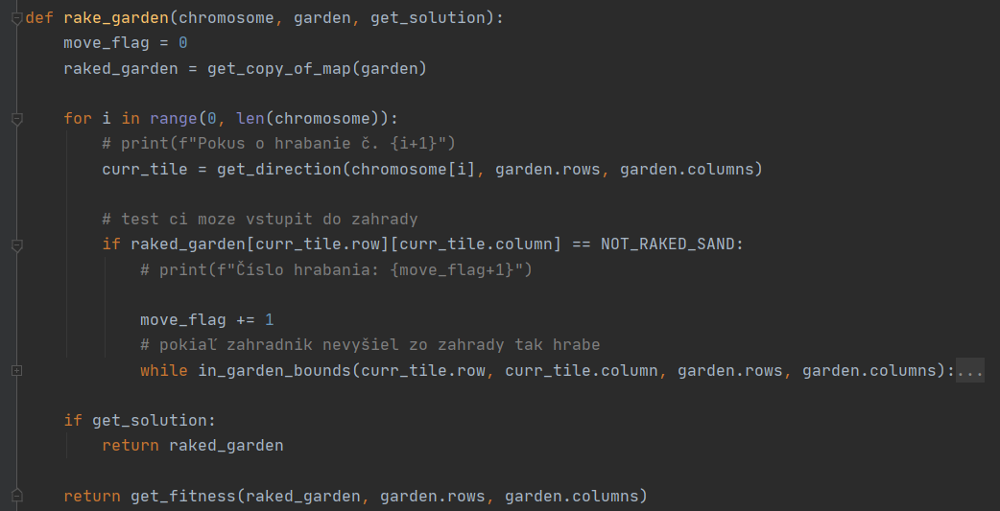 def rake_garden(chromosome, garden, get_solution):
    move_flag = 0
    raked_garden = get_copy_of_map(garden)
    for i in range(0, len(chromosome)):
        # print(f"Pokus o hrabanie č. {i+1}")
        curr_tile = get_direction(chromosome[i], garden.rows, garden.columns)
        # test ci moze vstupit do zahrady
        if raked_garden[curr_tile.row][curr_tile.column] == NOT_RAKED_SAND:
            # print(f"Číslo hrabania: {move_flag+1}")
            move_flag += 1
            # pokiaľ zahradnik nevyšiel zo zahrady tak hrabe
            while in_garden_bounds(curr_tile.row, curr_tile.column, garden.rows, garden.columns):...
    if get_solution:
        return raked_garden
    return get_fitness(raked_garden, garden.rows, garden.columns)